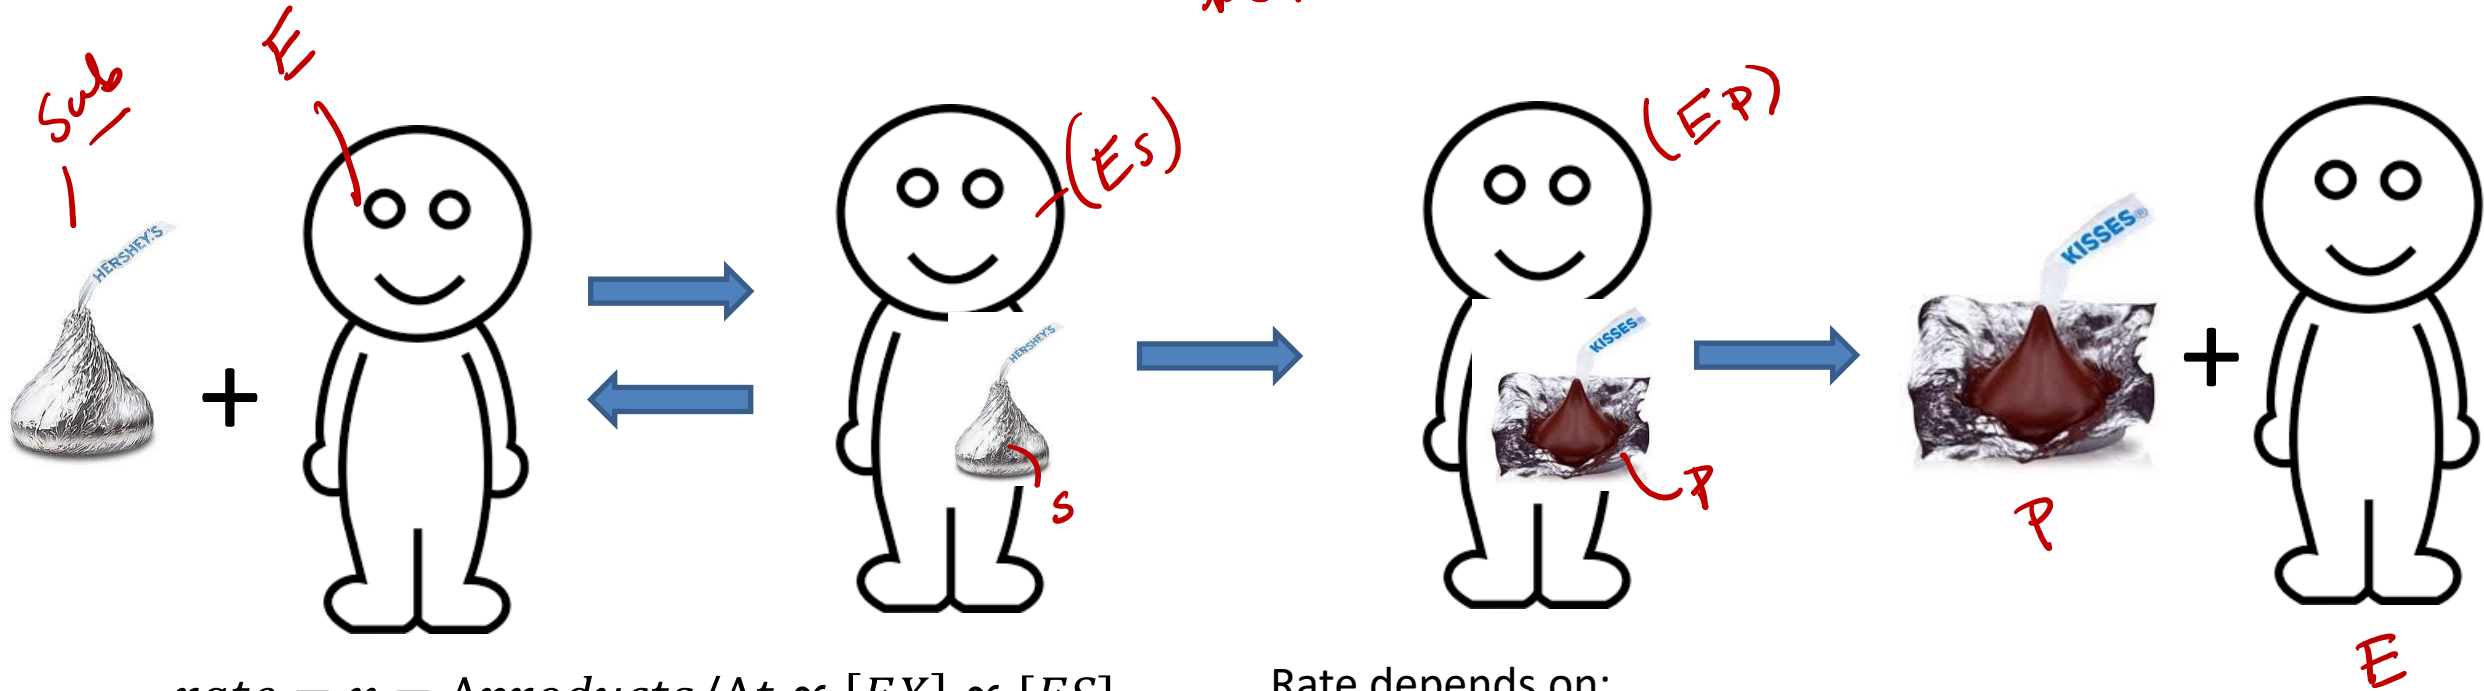 E
Sub
(ES)
(EP)
HERSHEY'S
HERSHEY'S
KISSES®
KISSES®
+
+
S
P
P
E
Rate depends on: